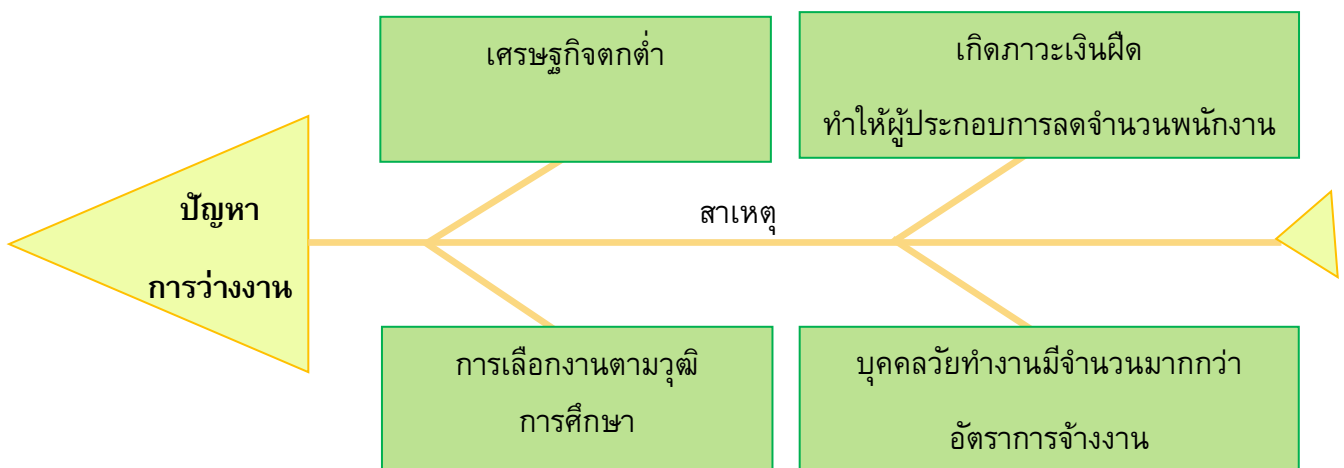 เศรษฐกิจตกต่ำ
เกิดภาวะเงินฝืด
ทำให้ผู้ประกอบการลดจำนวนพนักงาน
ปัญหา
การว่างงาน
สาเหตุ
การเลือกงานตามวุฒิ
การศึกษา
บุคคลวัยทำงานมีจำนวนมากกว่า
อัตราการจ้างงาน